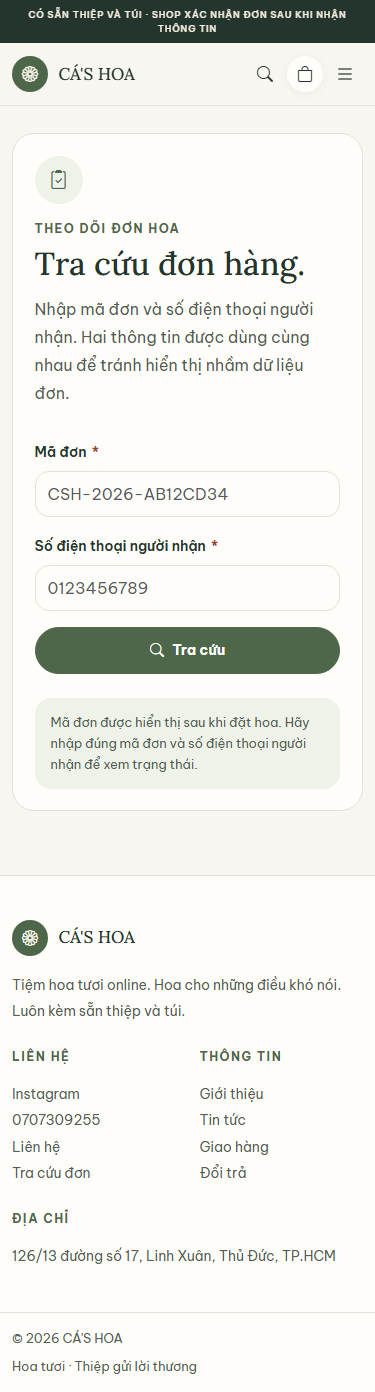 CÓ SẴN THIỆP VÀ TÚI · SHOP XÁC NHẬN ĐƠN SAU KHI NHẬN
THÔNG TIN
CÁ'S HOA
THEO DÕI ĐƠN HOA
Tra cứu đơn hàng.
Nhập mã đơn và số điện thoại người
nhận. Hai thông tin được dùng cùng
nhau để tránh hiển thị nhầm dữ liệu
đơn.
Mã đơn *
CSH-2026-AB12CD34
Số điện thoại người nhận *
0123456789
Tra cứu
Mã đơn được hiển thị sau khi đặt hoa. Hãy
nhập đúng mã đơn và số điện thoại người
nhận để xem trạng thái.
CÁ'S HOA
Tiệm hoa tươi online. Hoa cho những điều khó nói.
Luôn kèm sẵn thiệp và túi.
LIÊN HỆ
Instagram
0707309255
Liên hệ
Tra cứu đơn
THÔNG TIN
Giới thiệu
Tin tức
Giao hàng
Đổi trả
ĐỊA CHỈ
126/13 đường số 17, Linh Xuân, Thủ Đức, TP.HCM
© 2026 CÁ'S HOA
Hoa tươi · Thiệp gửi lời thương